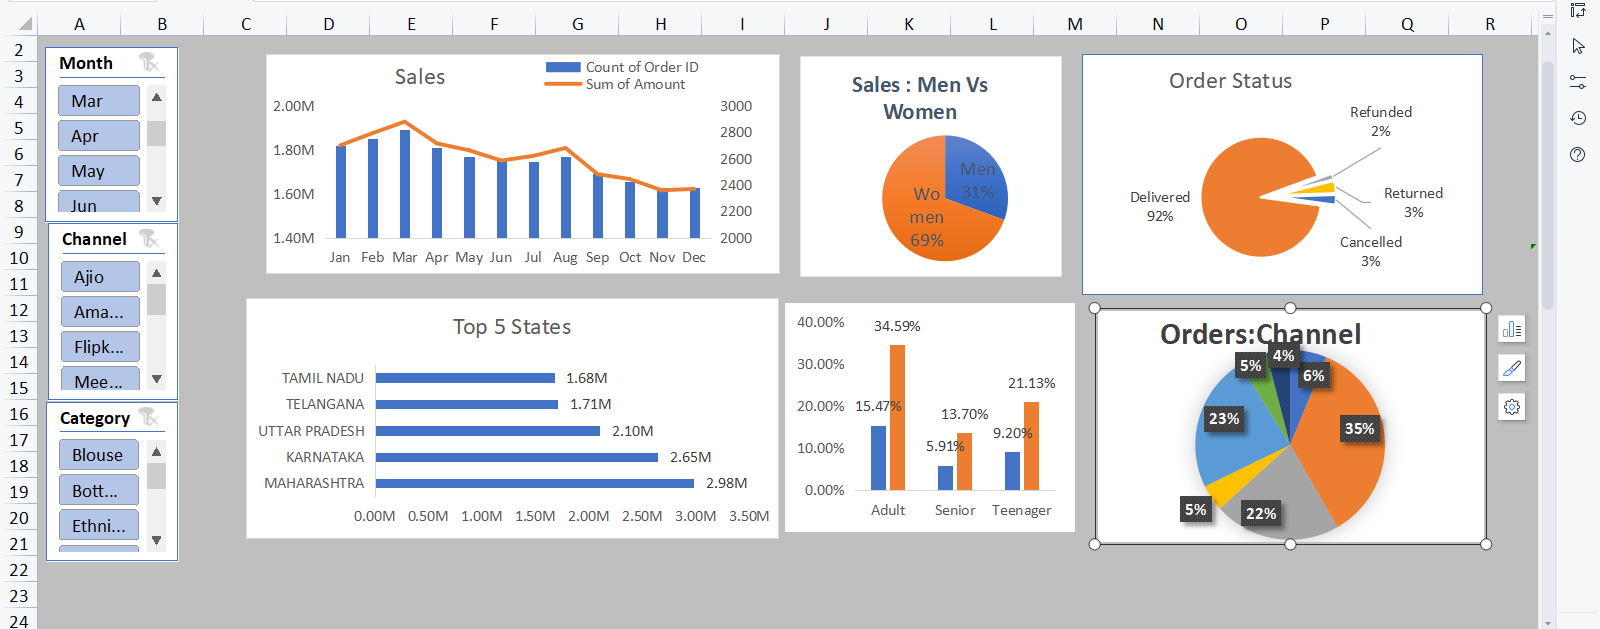 A B C D E F G H I J K L M N O P Q R
2
3
4
5
6
7
8
9
10
11
12
13
14
15
16
17
18
19
20
21
22
23
24
Month
Mar
Apr
May
Jun
Channel
Ajio
Ama...
Flipk...
Mee...
Category
Blouse
Bott...
Ethni...
Sales
Count of Order ID
Sum of Amount
2.00M
1.80M
1.60M
1.40M
3000
2800
2600
2400
2200
2000
Jan Feb Mar Apr May Jun Jul Aug Sep Oct Nov Dec
Sales : Men Vs
Women
Men
31%
Wo
men
69%
Order Status
Refunded
2%
Returned
3%
Cancelled
3%
Delivered
92%
Top 5 States
TAMIL NADU 1.68M
TELANGANA 1.71M
UTTAR PRADESH 2.10M
KARNATAKA 2.65M
MAHARASHTRA 2.98M
0.00M 0.50M 1.00M 1.50M 2.00M 2.50M 3.00M 3.50M
40.00%
30.00%
20.00%
10.00%
0.00%
34.59%
15.47%
13.70%
5.91%
21.13%
9.20%
Adult Senior Teenager
Orders:Channel
4%
5%
6%
23%
35%
5%
22%